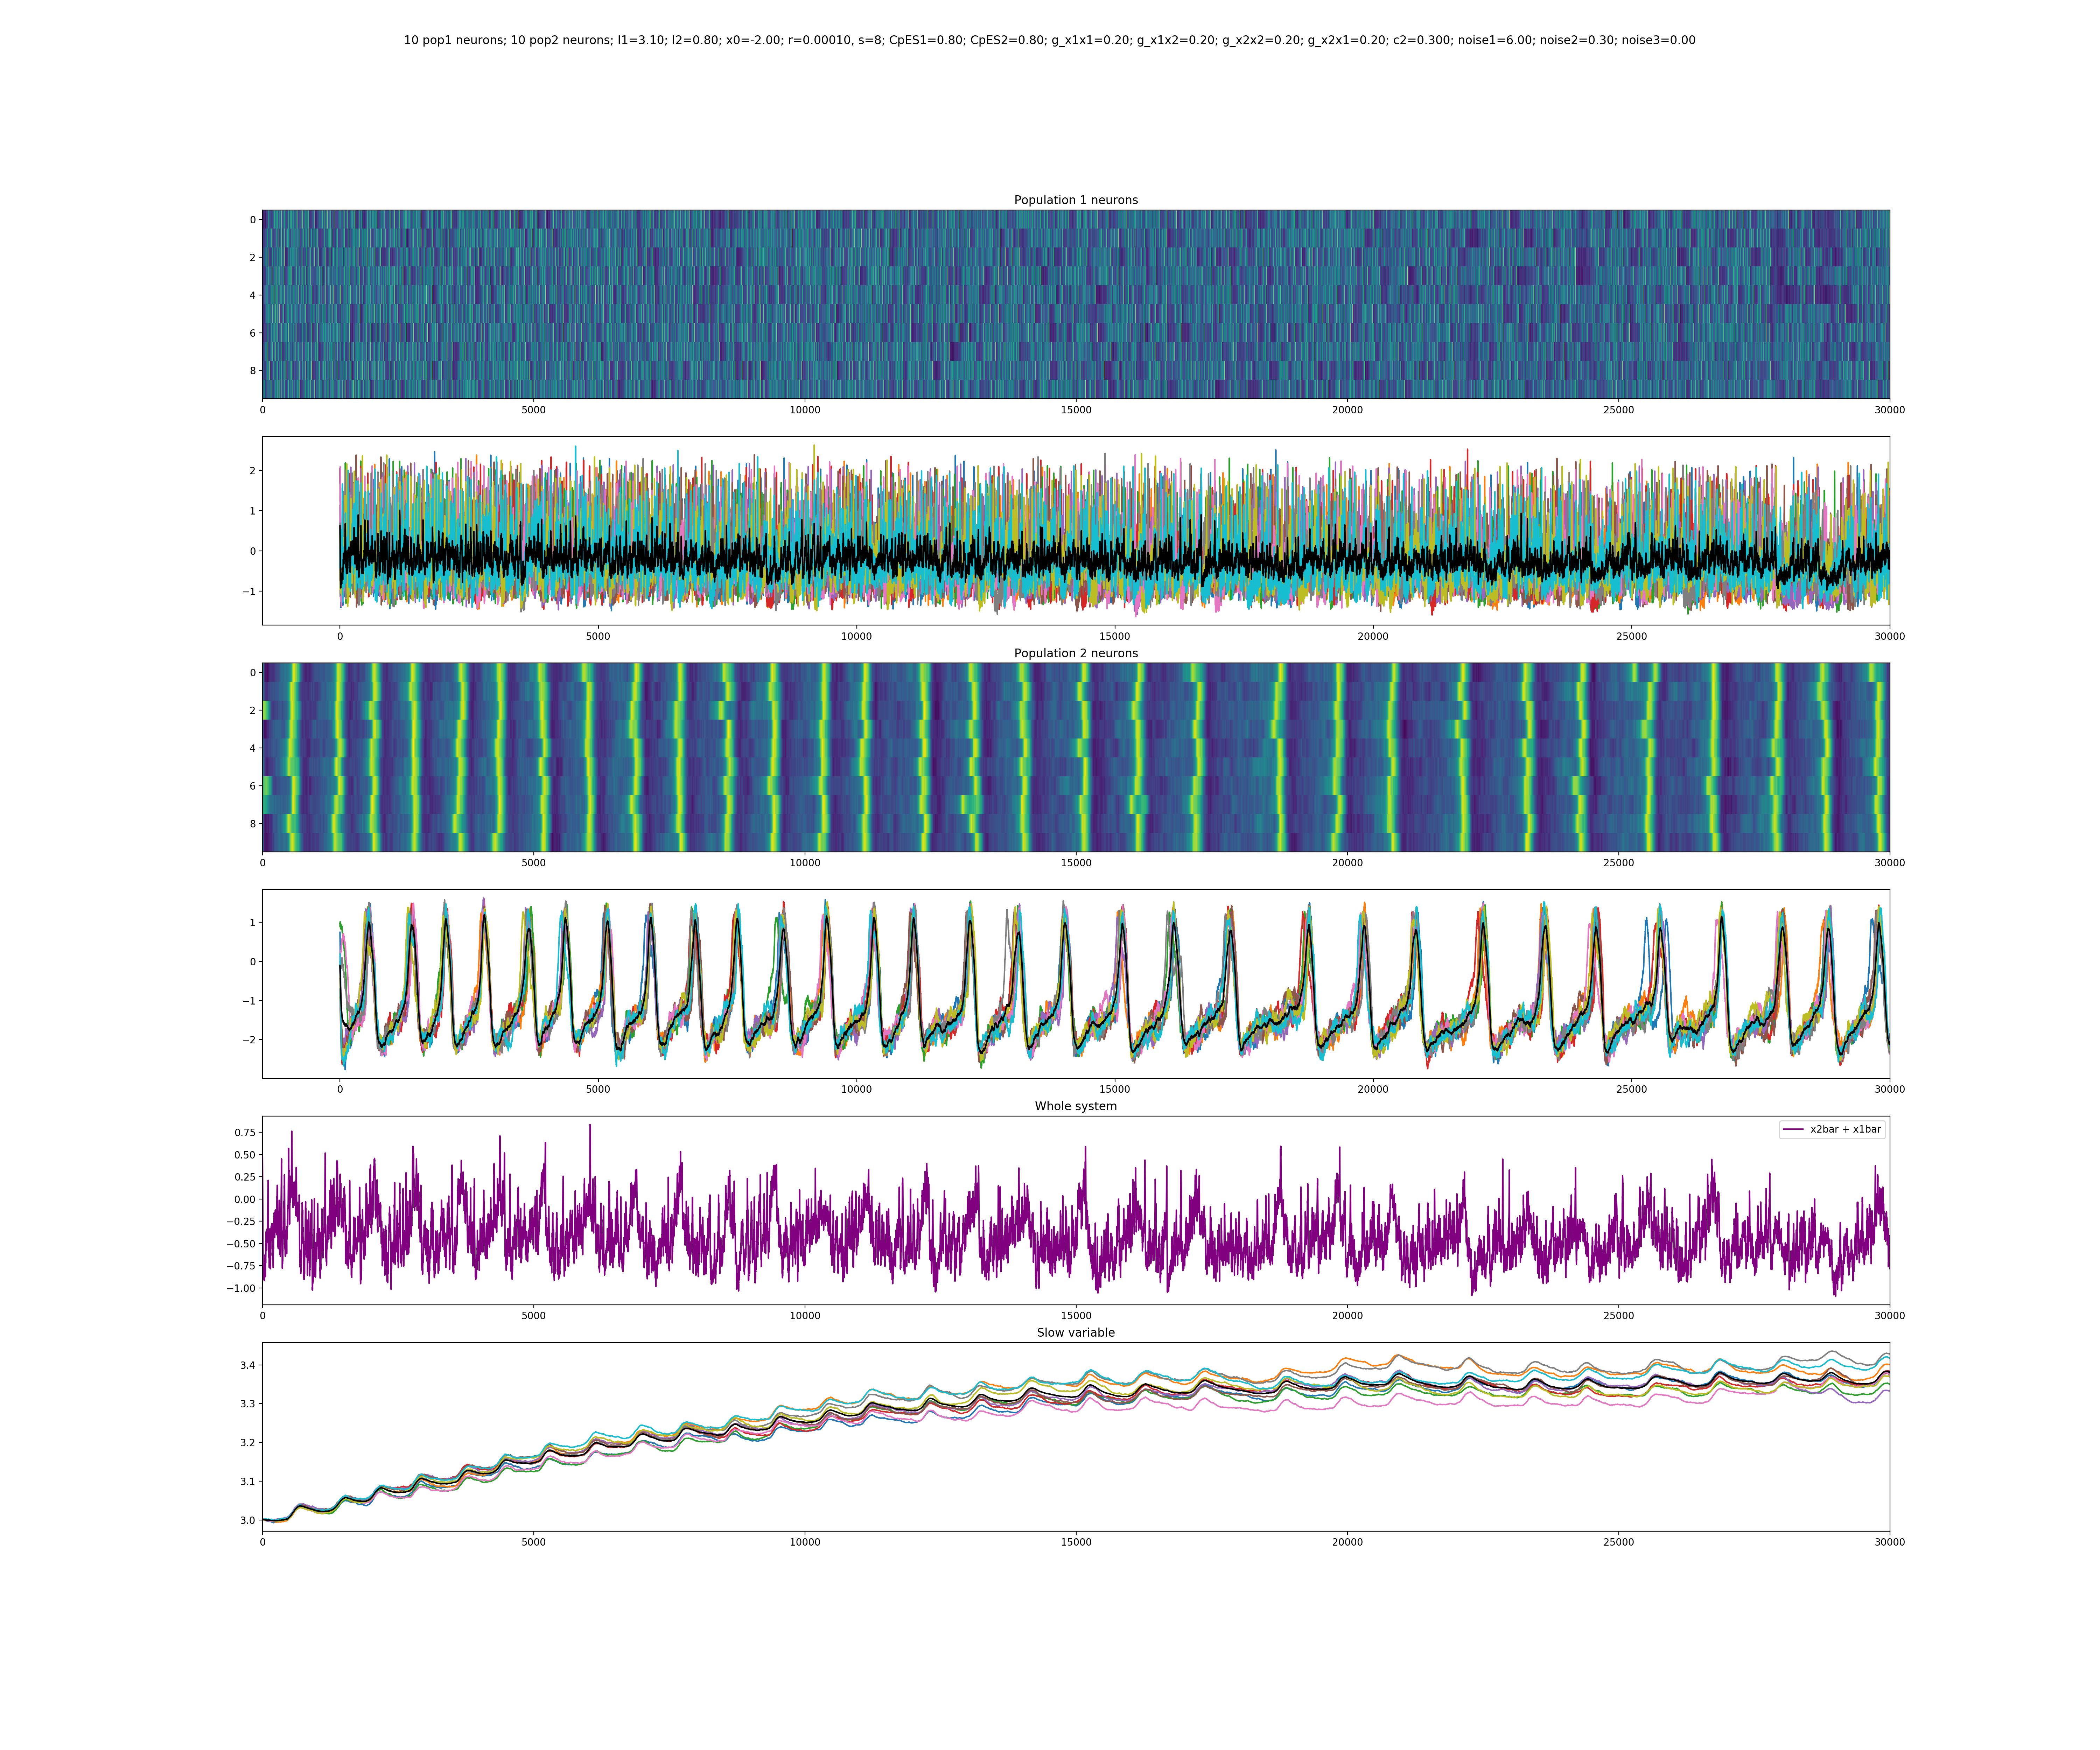 10 pop1 neurons; 10 pop2 neurons; I1=3.10; I2=0.80; x0=-2.00; r=0.00010, s=8; CpES1=0.80; CpES2=0.80; g_x1x1=0.20; g_x1x2=0.20; g_x2x2=0.20; g_x2x1=0.20; c2=0.300; noise1=6.00; noise2=0.30; noise3=0.00
Population 1 neurons
0
2
4
6
8
0 5000 10000 15000 20000 25000 30000
2
1
0
−1
0 5000 10000 15000 20000 25000 30000
Population 2 neurons
0
2
4
6
8
0 5000 10000 15000 20000 25000 30000
1
0
−1
−2
0 5000 10000 15000 20000 25000 30000
Whole system
x2bar + x1bar
0.75
0.50
0.25
0.00
−0.25
−0.50
−0.75
−1.00
0 5000 10000 15000 20000 25000 30000
Slow variable
3.4
3.3
3.2
3.1
3.0
0 5000 10000 15000 20000 25000 30000